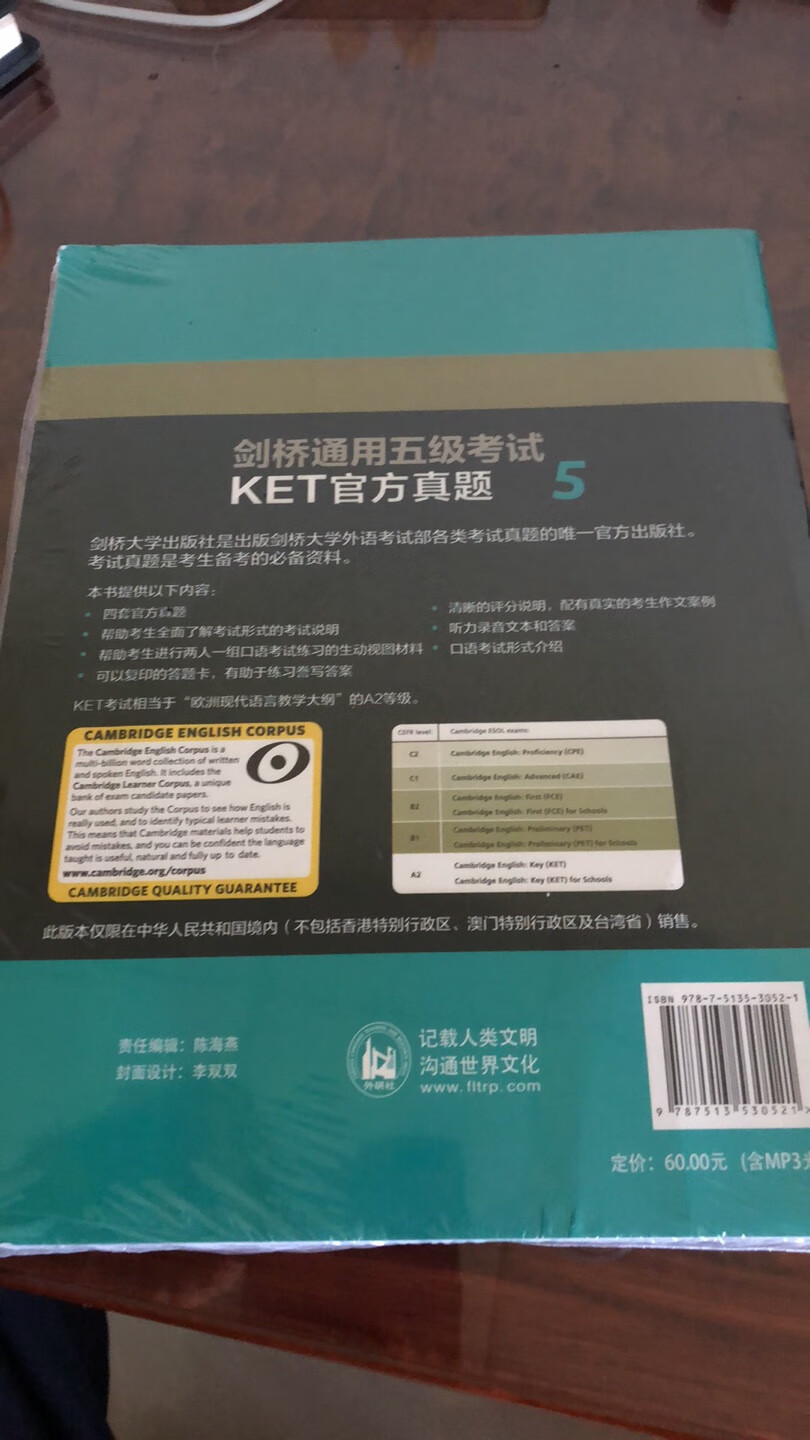 剑桥通用五级考试
KET官方真题 5
剑桥大学出版社是出版剑桥大学外语考试部各类考试真题的唯一官方出版社。
考试真题是考生备考的必备资料。
本书提供以下内容：
• 四套官方真题
• 帮助考生全面了解考试形式的考试说明
• 帮助考生进行两人一组口语考试练习的生动视图材料
• 可以复印的答题卡，有助于练习誊写答案
• 清晰的评分说明，配有真实的考生作文案例
• 听力录音文本和答案
• 口语考试形式介绍
KET考试相当于“欧洲现代语言教学大纲”的A2等级。
CAMBRIDGE ENGLISH CORPUS
The Cambridge English Corpus is a
multi-billion word collection of written
and spoken English. It includes the
Cambridge Learner Corpus, a unique
bank of exam candidate papers.
Our authors study the Corpus to see how English is
really used, and to identify typical learner mistakes.
This means that Cambridge materials help students to
avoid mistakes, and you can be confident the language
taught is useful, natural and fully up to date.
www.cambridge.org/corpus
CAMBRIDGE QUALITY GUARANTEE
CEFR level: Cambridge ESOL exams:
C2 Cambridge English: Proficiency (CPE)
C1 Cambridge English: Advanced (CAE)
B2 Cambridge English: First (FCE)
Cambridge English: First (FCE) for Schools
B1 Cambridge English: Preliminary (PET)
Cambridge English: Preliminary (PET) for Schools
A2 Cambridge English: Key (KET)
Cambridge English: Key (KET) for Schools
此版本仅限在中华人民共和国境内（不包括香港特别行政区、澳门特别行政区及台湾省）销售。
责任编辑：陈海燕
封面设计：李双双
外研社
记载人类文明
沟通世界文化
www.fltrp.com
ISBN 978-7-5135-3052-1
9 787513 530521 >
定价：60.00元 (含MP3光